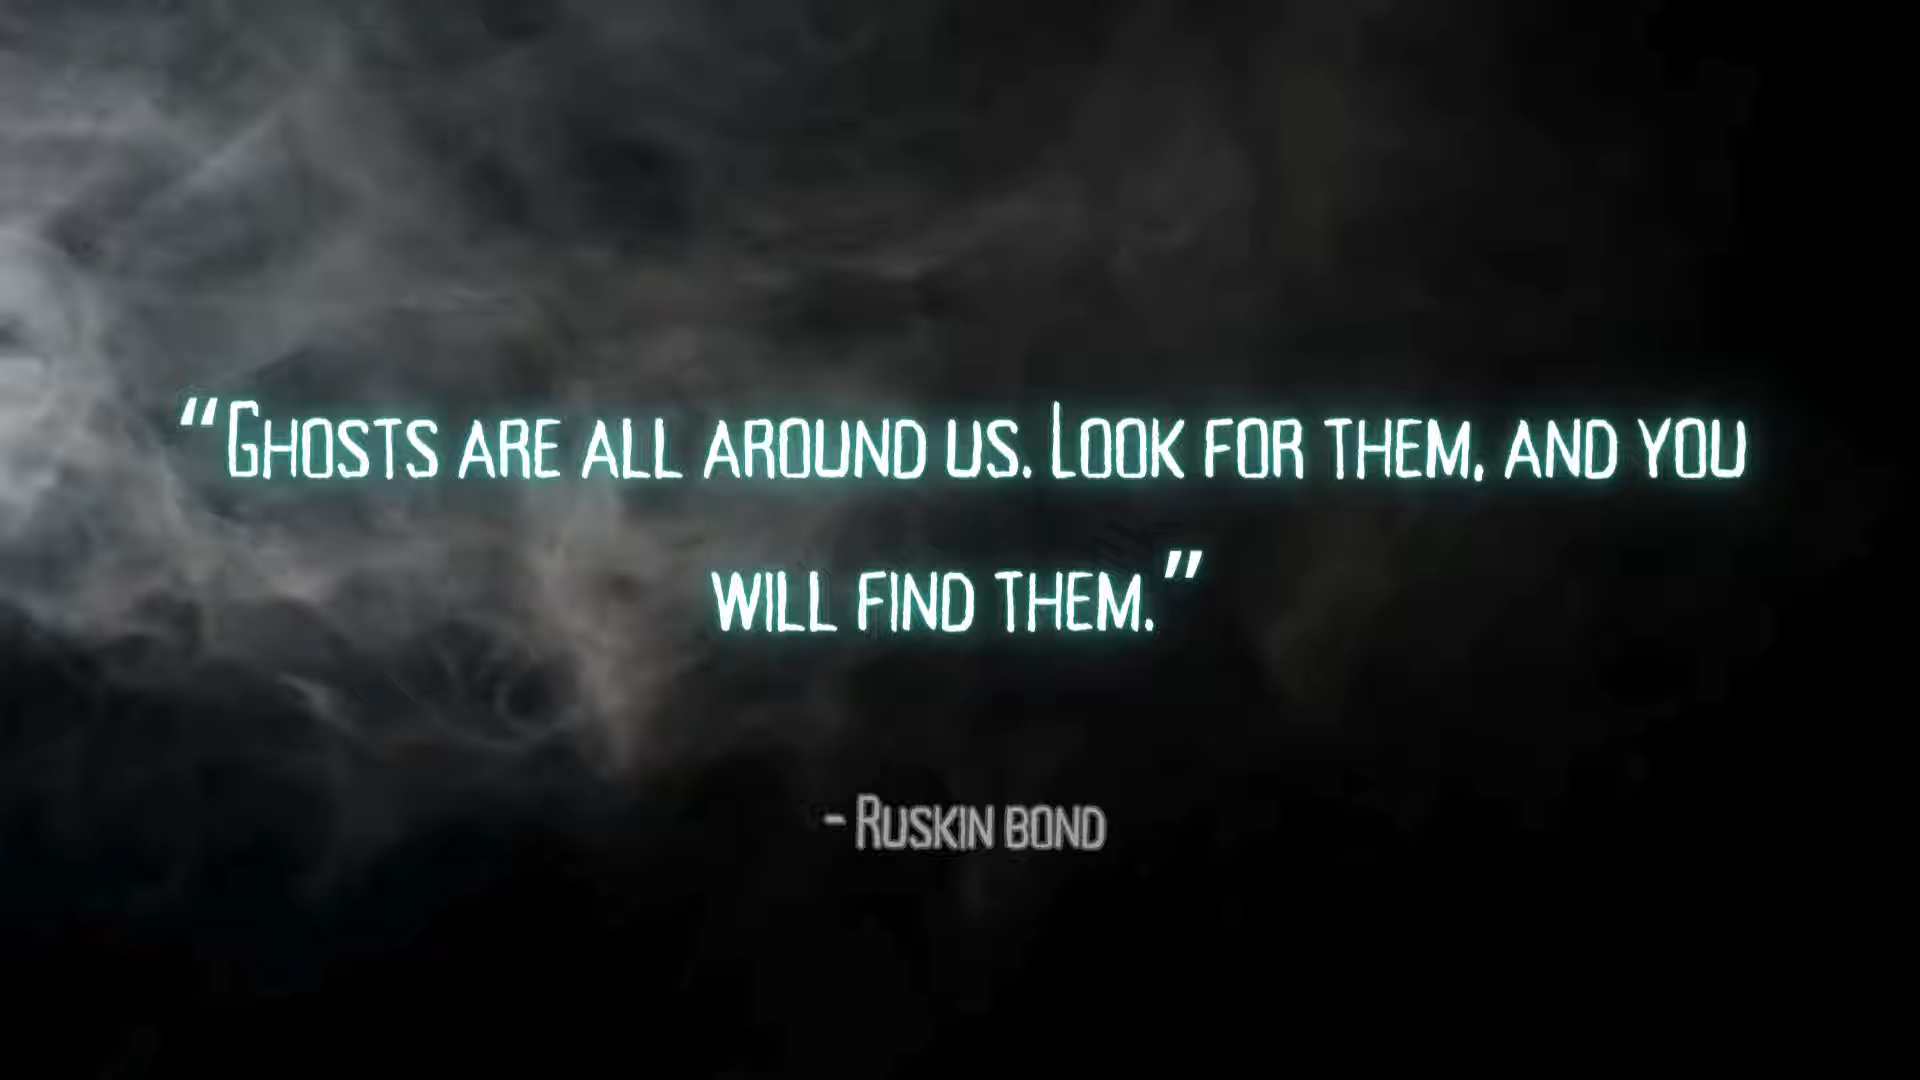 “Ghosts are all around us. Look for them, and you
will find them.”
- Ruskin bond